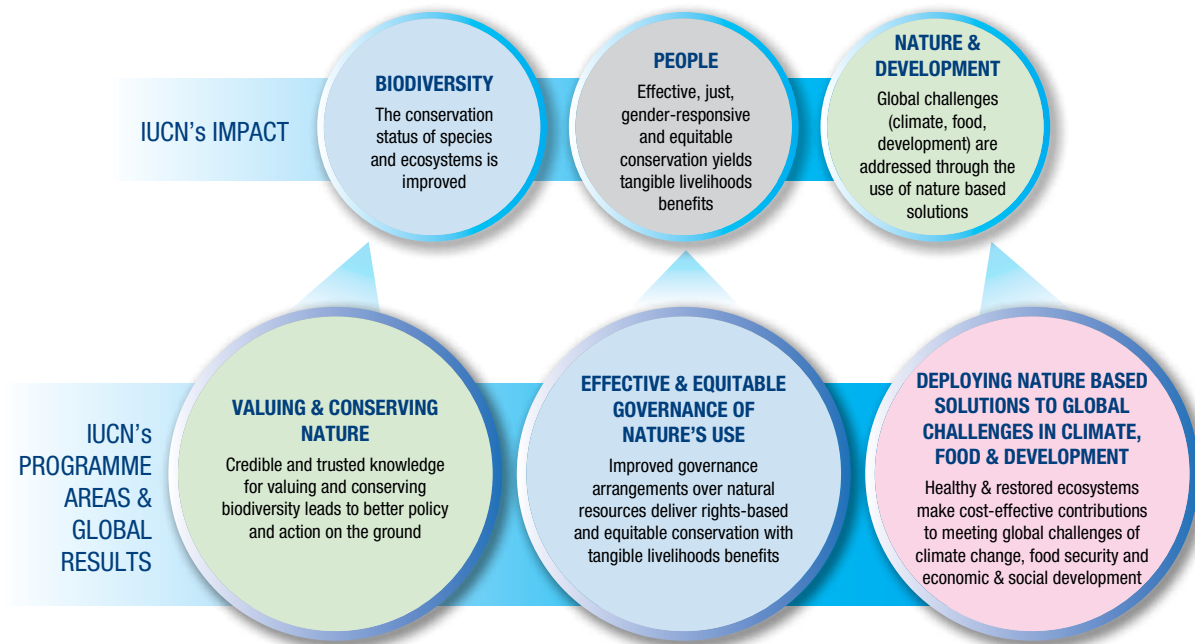 IUCN's IMPACT
BIODIVERSITY
The conservation
status of species
and ecosystems is
improved
PEOPLE
Effective, just,
gender-responsive
and equitable
conservation yields
tangible livelihoods
benefits
NATURE &
DEVELOPMENT
Global challenges
(climate, food,
development) are
addressed through the
use of nature based
solutions
IUCN's
PROGRAMME
AREAS &
GLOBAL
RESULTS
VALUING & CONSERVING
NATURE
Credible and trusted knowledge
for valuing and conserving
biodiversity leads to better policy
and action on the ground
EFFECTIVE & EQUITABLE
GOVERNANCE OF
NATURE'S USE
Improved governance
arrangements over natural
resources deliver rights-based
and equitable conservation with
tangible livelihoods benefits
DEPLOYING NATURE BASED
SOLUTIONS TO GLOBAL
CHALLENGES IN CLIMATE,
FOOD & DEVELOPMENT
Healthy & restored ecosystems
make cost-effective contributions
to meeting global challenges of
climate change, food security and
economic & social development